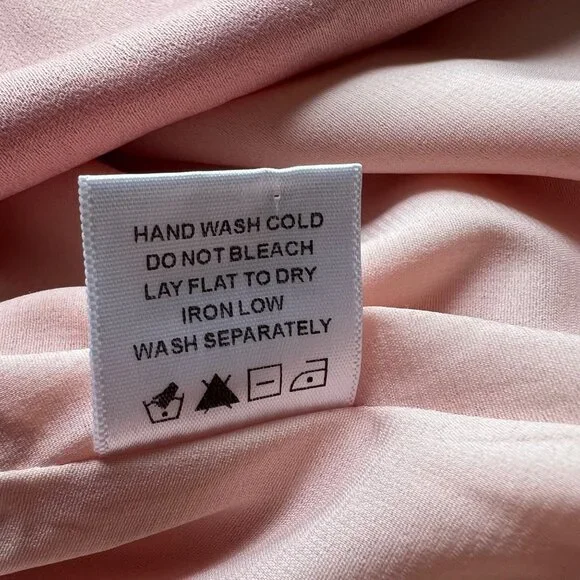 HAND WASH COLD
DO NOT BLEACH
LAY FLAT TO DRY
IRON LOW
WASH SEPARATELY